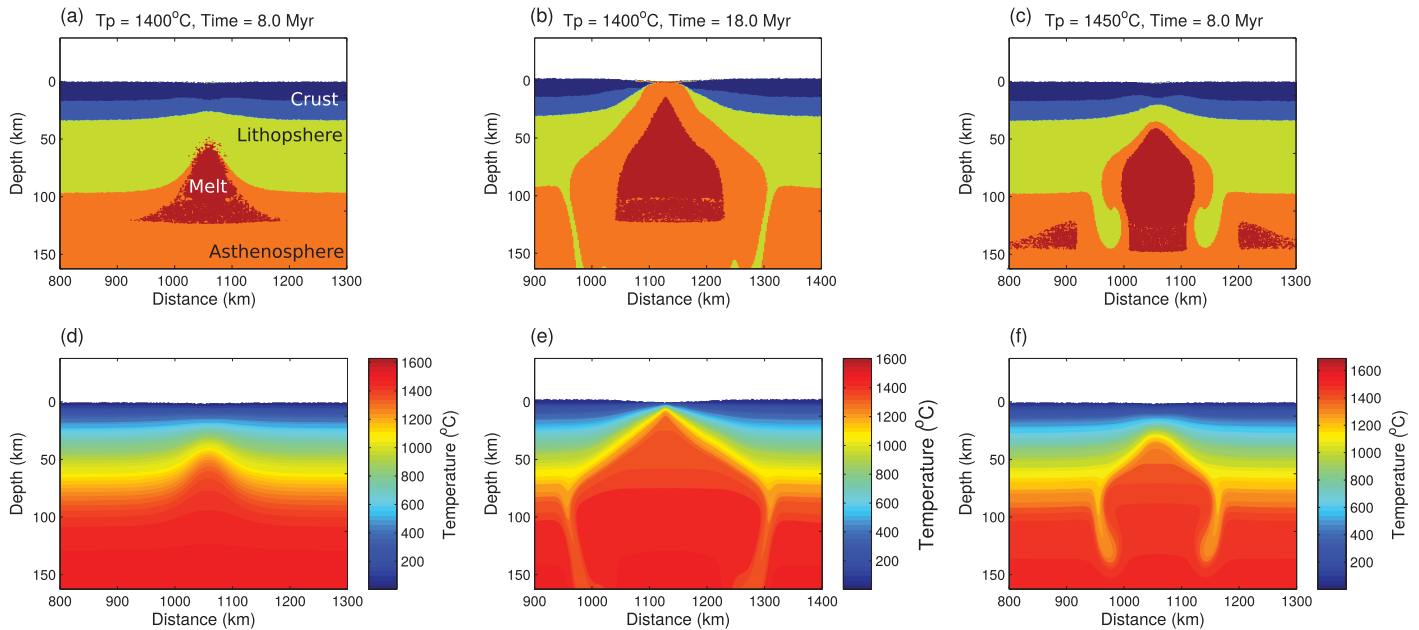 (a)
Tp = 1400°C, Time = 8.0 Myr
(b)
Tp = 1400°C, Time = 18.0 Myr
(c)
Tp = 1450°C, Time = 8.0 Myr
Depth (km)
0
50
100
150
Crust
Lithopshere
Melt
Asthenosphere
800 900 1000 1100 1200 1300
Distance (km)
Depth (km)
0
50
100
150
900 1000 1100 1200 1300 1400
Distance (km)
Depth (km)
0
50
100
150
800 900 1000 1100 1200 1300
Distance (km)
(d)
Depth (km)
0
50
100
150
800 900 1000 1100 1200 1300
Distance (km)
1600
1400
1200
1000
800
600
400
200
Temperature (°C)
(e)
Depth (km)
0
50
100
150
900 1000 1100 1200 1300 1400
Distance (km)
1600
1400
1200
1000
800
600
400
200
Temperature (°C)
(f)
Depth (km)
0
50
100
150
800 900 1000 1100 1200 1300
Distance (km)
1600
1400
1200
1000
800
600
400
200
Temperature (°C)